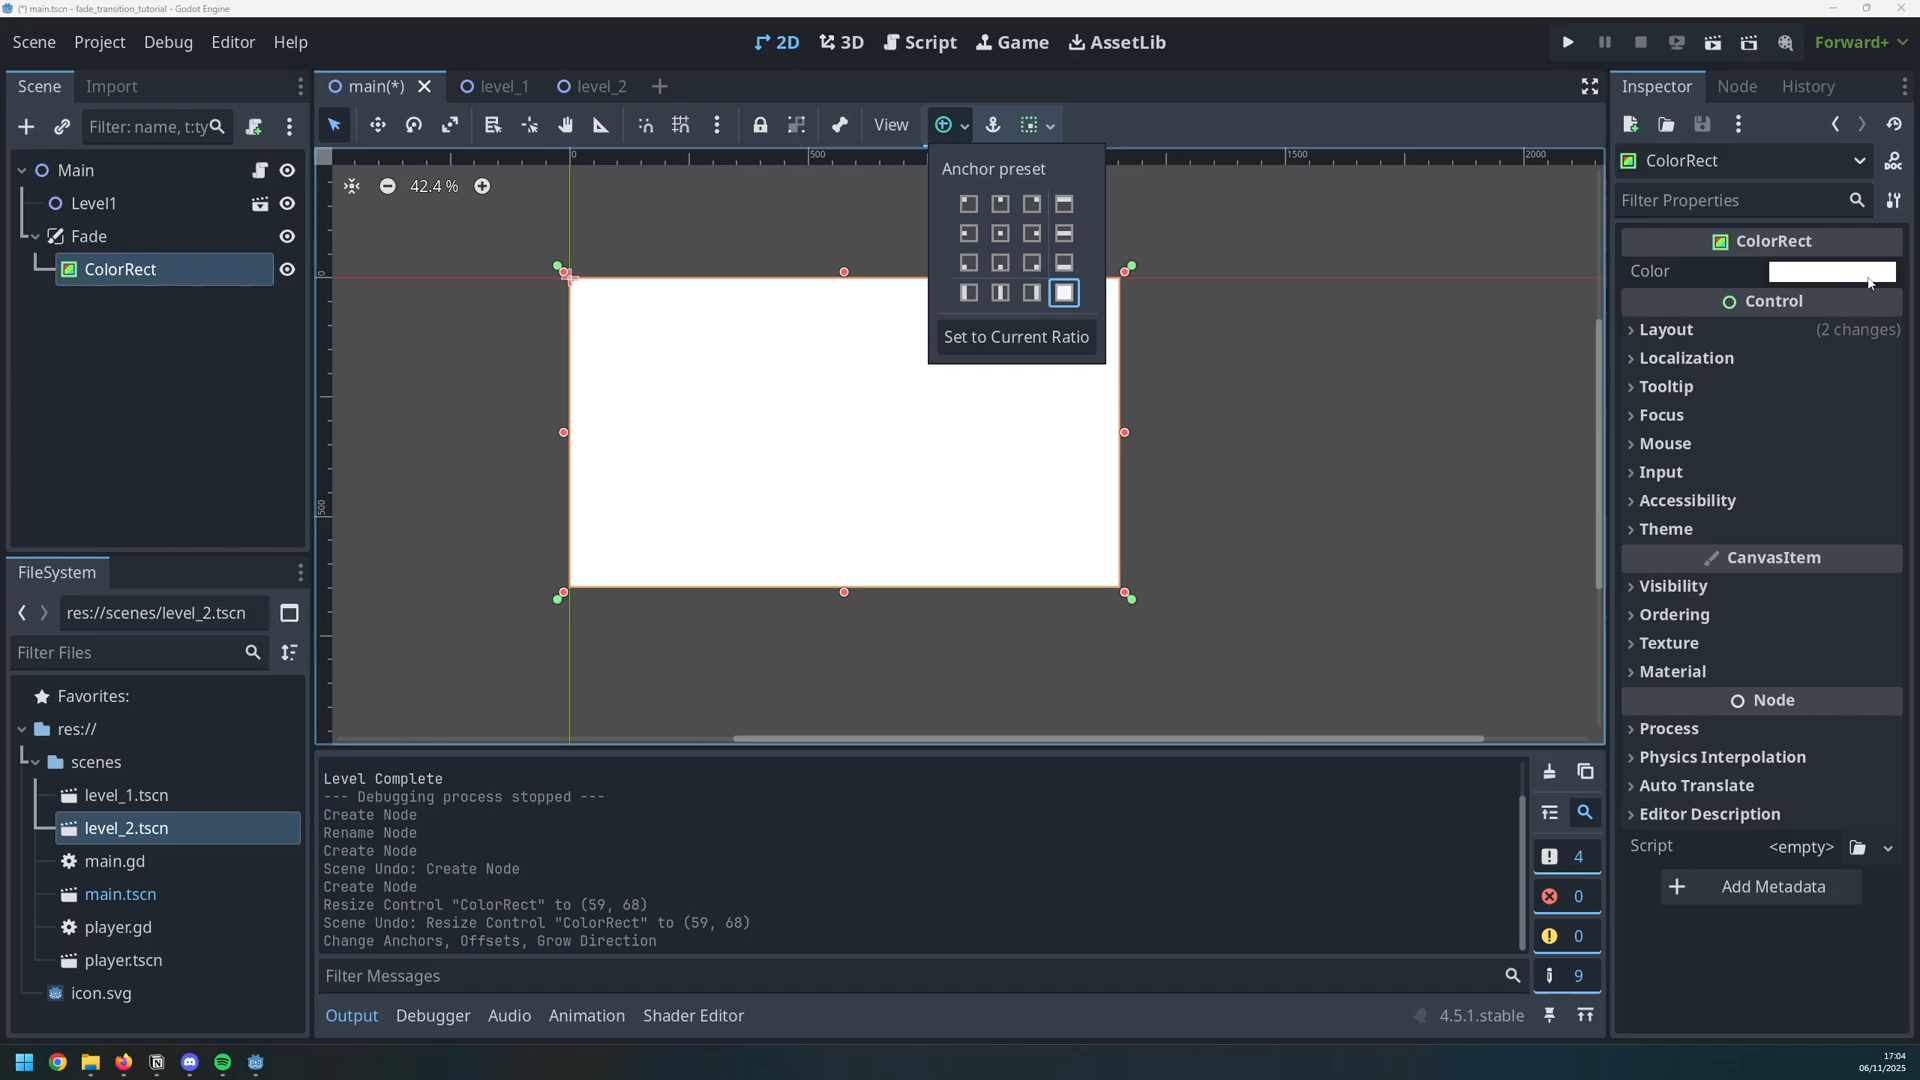 (*) main.tscn - fade_transition_tutorial - Godot Engine
Scene Project Debug Editor Help
2D 3D Script Game AssetLib
Forward+
Scene Import
Filter: name, t:ty
Main
Level1
Fade
ColorRect
FileSystem
res://scenes/level_2.tscn
Filter Files
Favorites:
res://
scenes
level_1.tscn
level_2.tscn
main.gd
main.tscn
player.gd
player.tscn
icon.svg
main(*) level_1 level_2
View
0 500 1500 2000
42.4 %
0
500
Anchor preset
Set to Current Ratio
Level Complete
--- Debugging process stopped ---
Create Node
Rename Node
Create Node
Scene Undo: Create Node
Create Node
Resize Control "ColorRect" to (59, 68)
Scene Undo: Resize Control "ColorRect" to (59, 68)
Change Anchors, Offsets, Grow Direction
4
0
0
9
Filter Messages
Output Debugger Audio Animation Shader Editor
4.5.1.stable
Inspector Node History
ColorRect
DOC
Filter Properties
ColorRect
Color
Control
Layout (2 changes)
Localization
Tooltip
Focus
Mouse
Input
Accessibility
Theme
CanvasItem
Visibility
Ordering
Texture
Material
Node
Process
Physics Interpolation
Auto Translate
Editor Description
Script <empty>
Add Metadata
17:04
06/11/2025